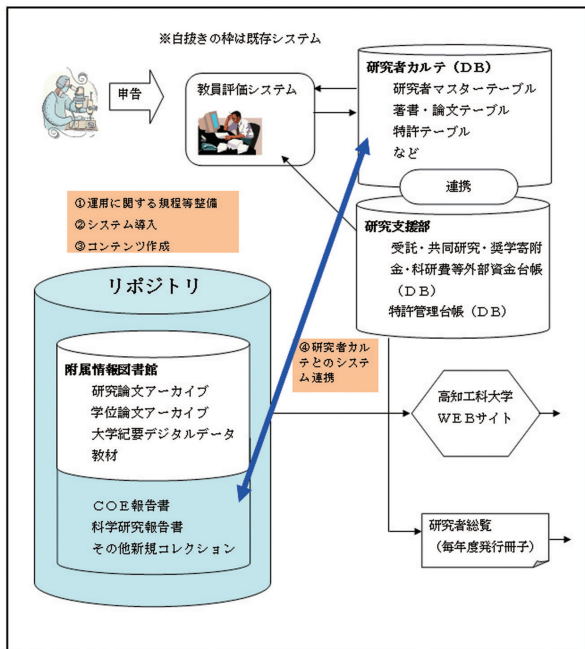 ※白抜きの枠は既存システム
申告
教員評価システム
研究者カルテ（DB）
研究者マスターテーブル
著書・論文テーブル
特許テーブル
など
連携
研究支援部
受託・共同研究・奨学寄附
金・科研費等外部資金台帳
（DB）
特許管理台帳（DB）
①運用に関する規程等整備
②システム導入
③コンテンツ作成
リポジトリ
附属情報図書館
研究論文アーカイブ
学位論文アーカイブ
大学紀要デジタルデータ
教材
COE報告書
科学研究報告書
その他新規コレクション
④研究者カル
テとのシステ
ム連携
高知工科大学
WEBサイト
研究者総覧
（毎年度発行冊子）